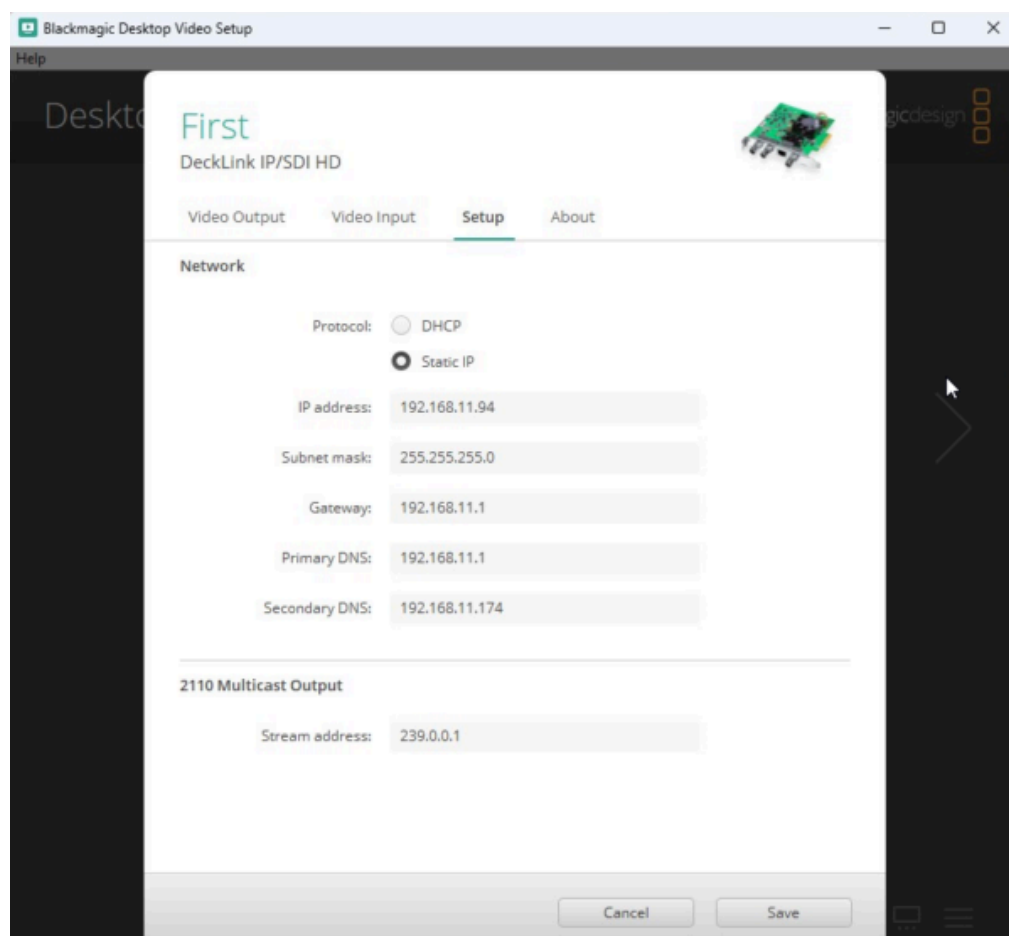 Blackmagic Desktop Video Setup
Help
First
DeckLink IP/SDI HD
Video Output Video Input Setup About
Network
Protocol: DHCP
Static IP
IP address: 192.168.11.94
Subnet mask: 255.255.255.0
Gateway: 192.168.11.1
Primary DNS: 192.168.11.1
Secondary DNS: 192.168.11.174
2110 Multicast Output
Stream address: 239.0.0.1
Cancel Save